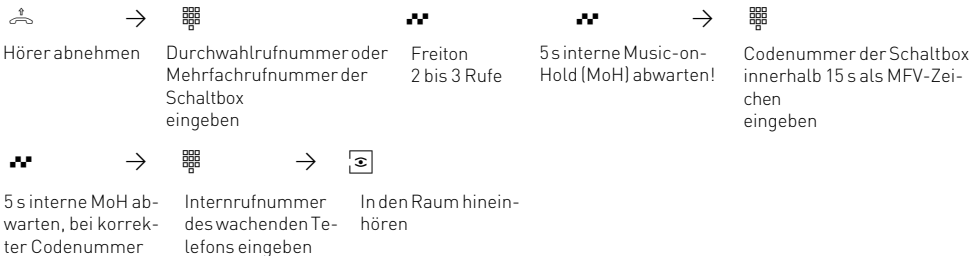 Hörer abnehmen
Durchwahlrufnummer oder
Mehrfachrufnummer der
Schaltbox
eingeben
Freiton
2 bis 3 Rufe
5 s interne Music-on-
Hold (MoH) abwarten!
Codenummer der Schaltbox
innerhalb 15 s als MFV-Zei-
chen
eingeben
5 s interne MoH ab-
warten, bei korrek-
ter Codenummer
Internrufnummer
des wachenden Te-
lefons eingeben
In den Raum hinein-
hören